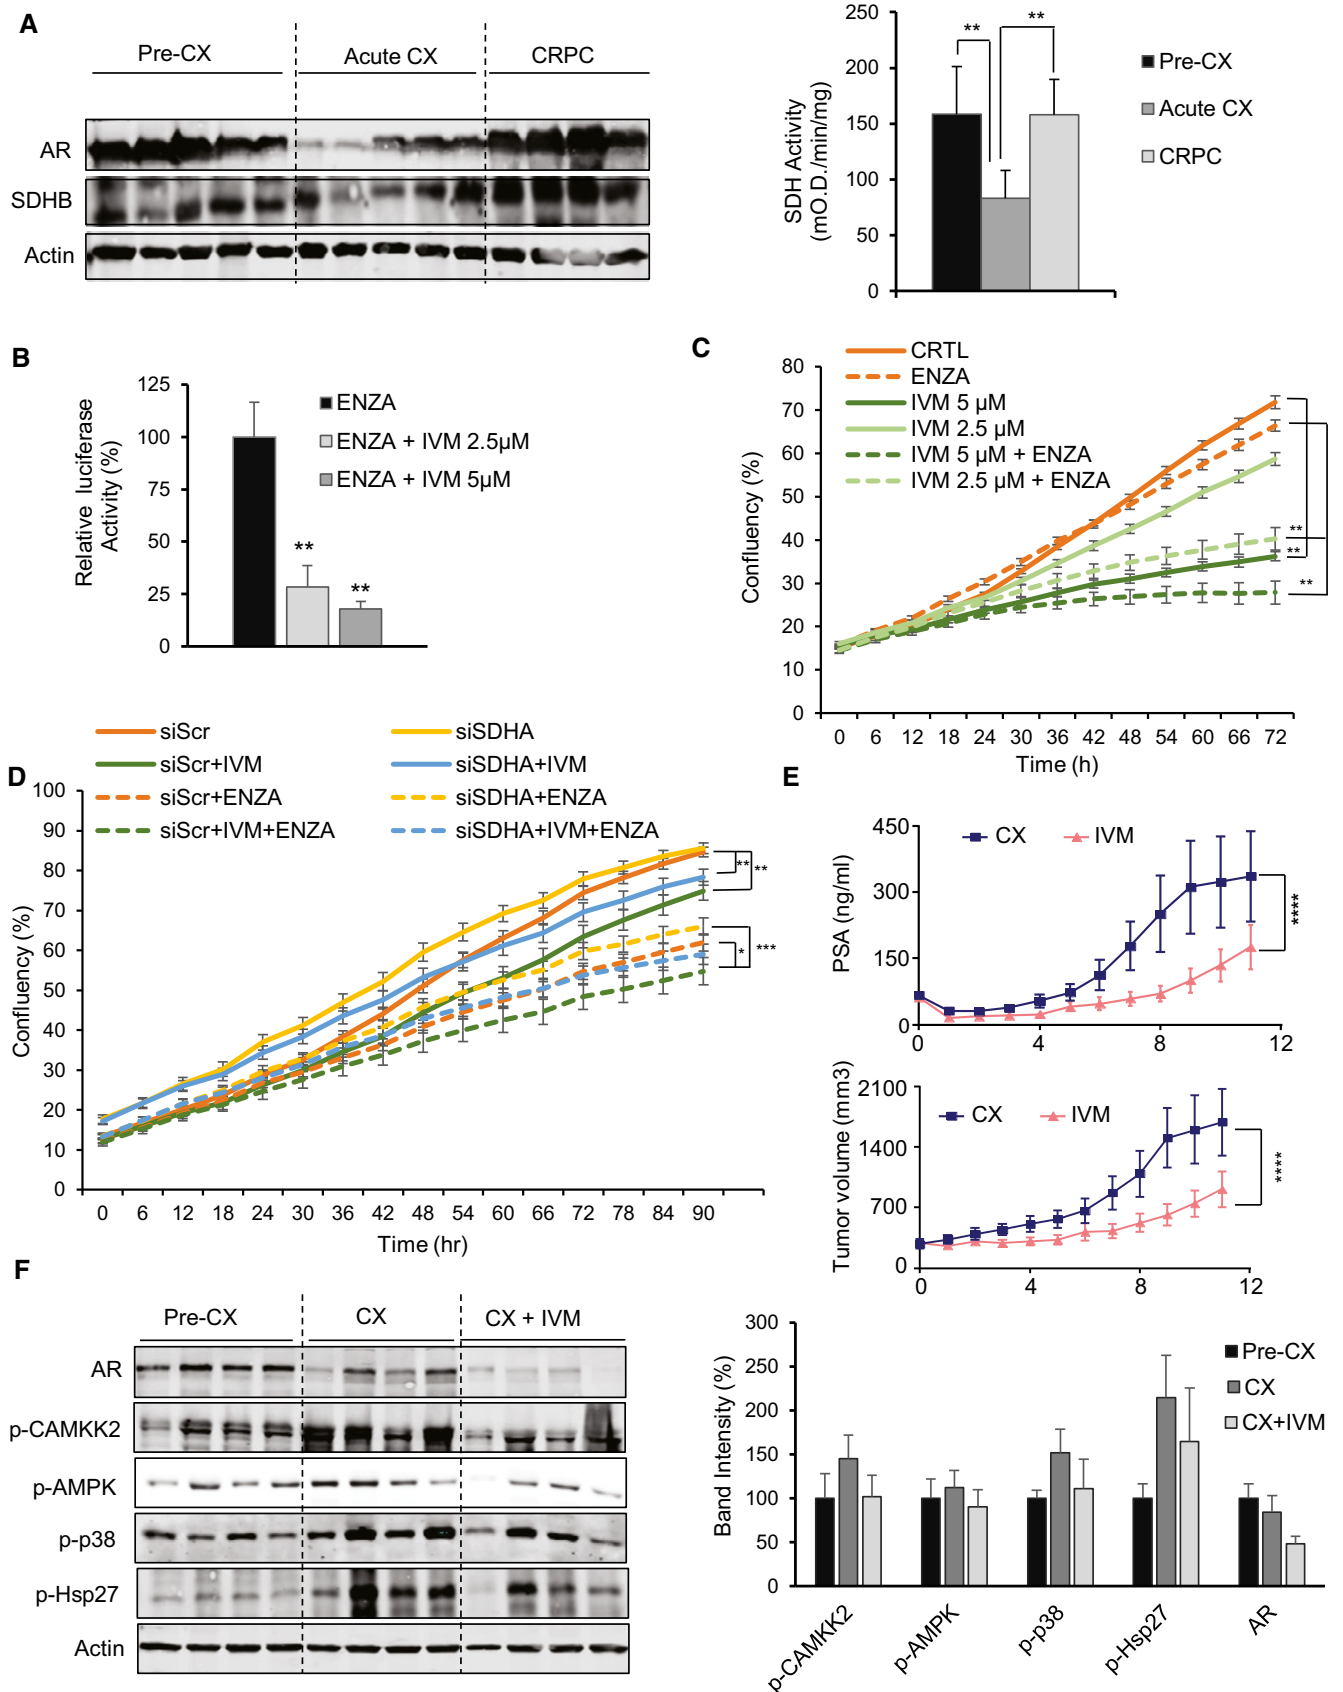 A
Pre-CX
Acute CX
CRPC
AR
SDHB
Actin
SDH Activity
(mO.D./min/mg)
250
200
150
100
50
0
**
**
Pre-CX
Acute CX
CRPC
B
Relative luciferase
Activity (%)
125
100
75
50
25
0
**
**
ENZA
ENZA + IVM 2.5µM
ENZA + IVM 5µM
C
CRTL
ENZA
IVM 5 µM
IVM 2.5 µM
IVM 5 µM + ENZA
IVM 2.5 µM + ENZA
Confluency (%)
80
70
60
50
40
30
20
10
0
**
**
**
0 6 12 18 24 30 36 42 48 54 60 66 72
Time (h)
D
siScr
siScr+IVM
siScr+ENZA
siScr+IVM+ENZA
siSDHA
siSDHA+IVM
siSDHA+ENZA
siSDHA+IVM+ENZA
Confluency (%)
100
90
80
70
60
50
40
30
20
10
0
**
**
*
***
0 6 12 18 24 30 36 42 48 54 60 66 72 78 84 90
Time (hr)
E
PSA (ng/ml)
450
300
150
0
CX
IVM
****
0 4 8 12
Tumor volume (mm3)
2100
1400
700
0
CX
IVM
****
0 4 8 12
F
Pre-CX
CX
CX + IVM
AR
p-CAMKK2
p-AMPK
p-p38
p-Hsp27
Actin
Band Intensity (%)
300
250
200
150
100
50
0
Pre-CX
CX
CX+IVM
p-CAMKK2
p-AMPK
p-p38
p-Hsp27
AR